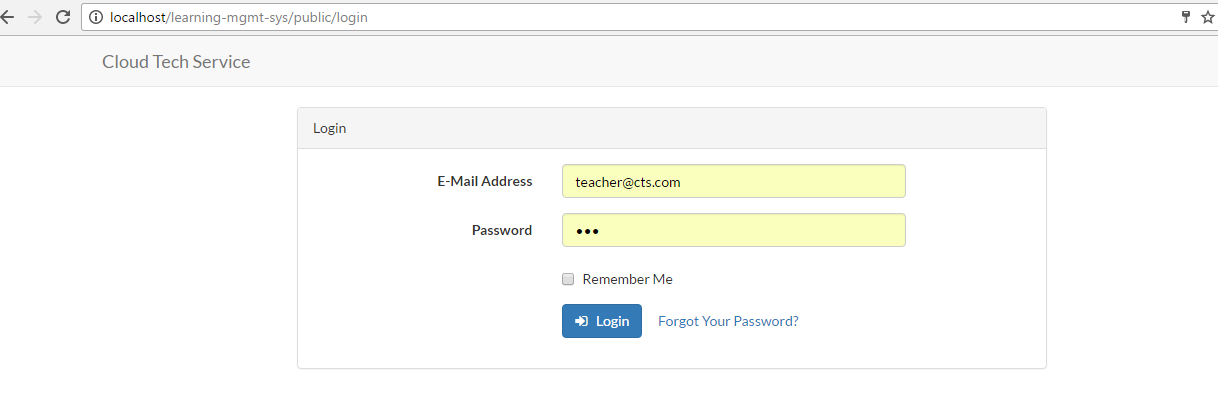 localhost/learning-mgmt-sys/public/login
Cloud Tech Service
Login
E-Mail Address teacher@cts.com
Password •••
Remember Me
Login Forgot Your Password?